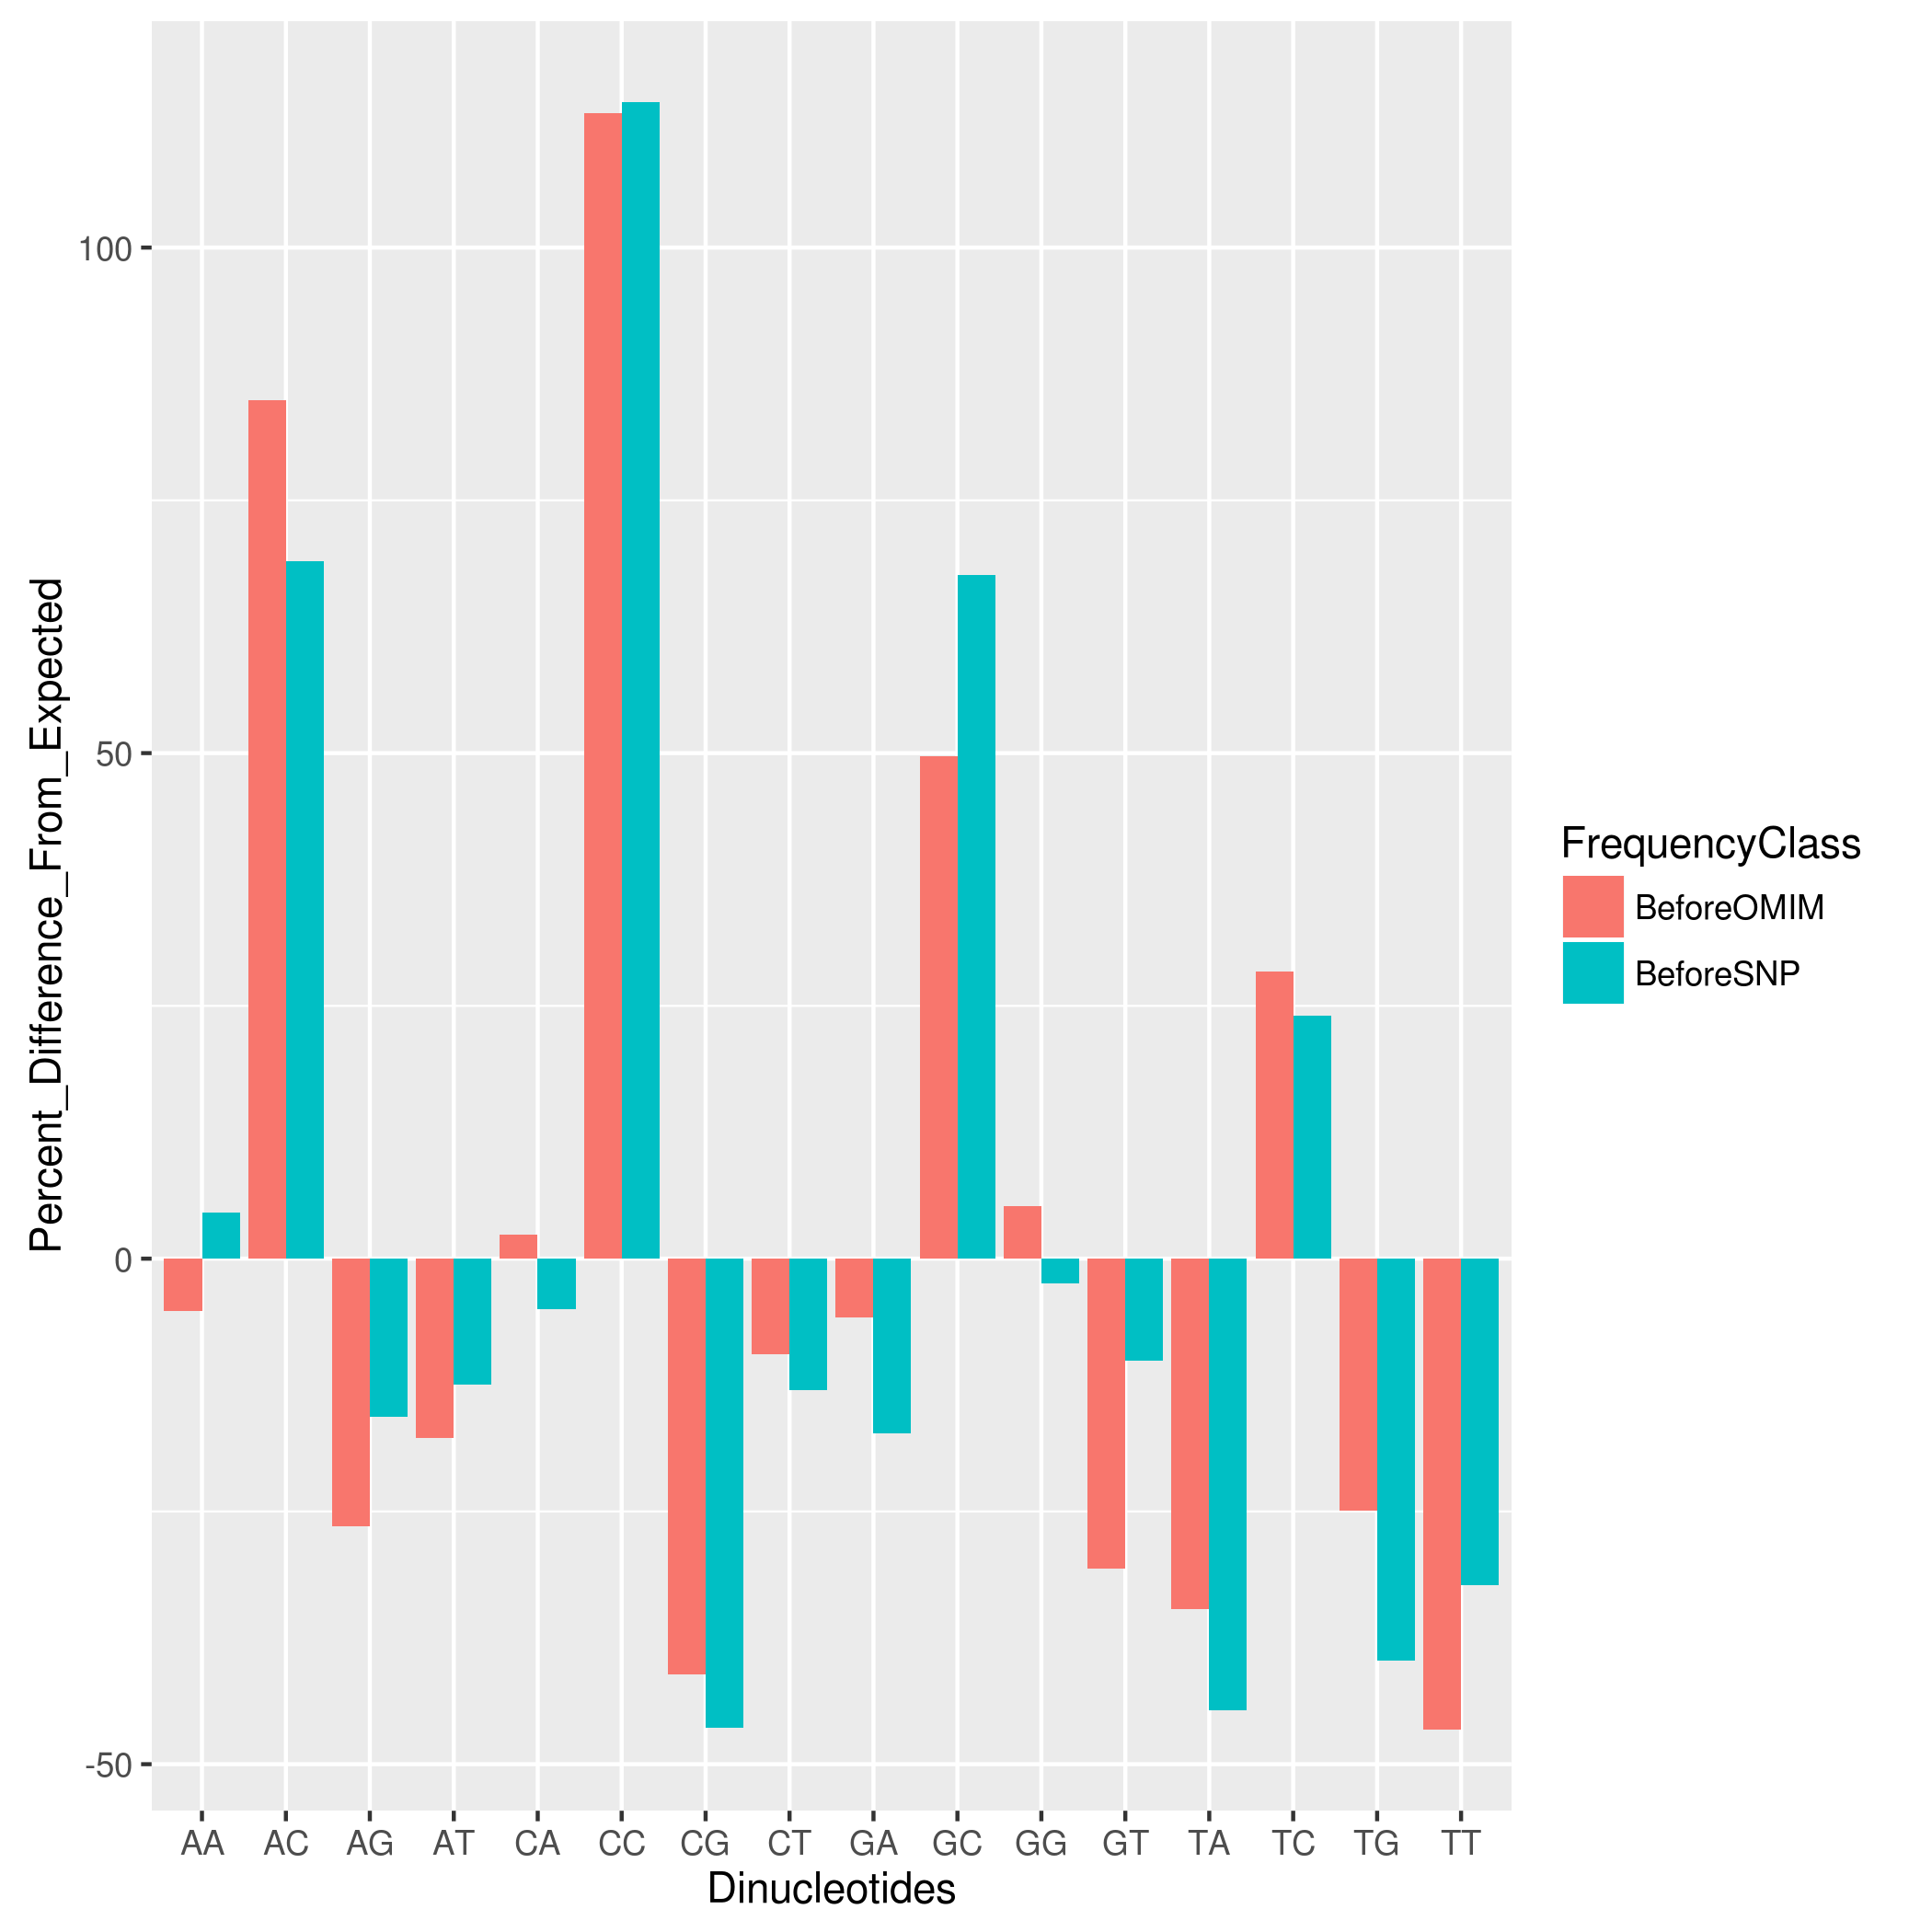 Percent_Difference_From_Expected
100
50
0
-50
AA AC AG AT CA CC CG CT GA GC GG GT TA TC TG TT
Dinucleotides
FrequencyClass
BeforeOMIM
BeforeSNP